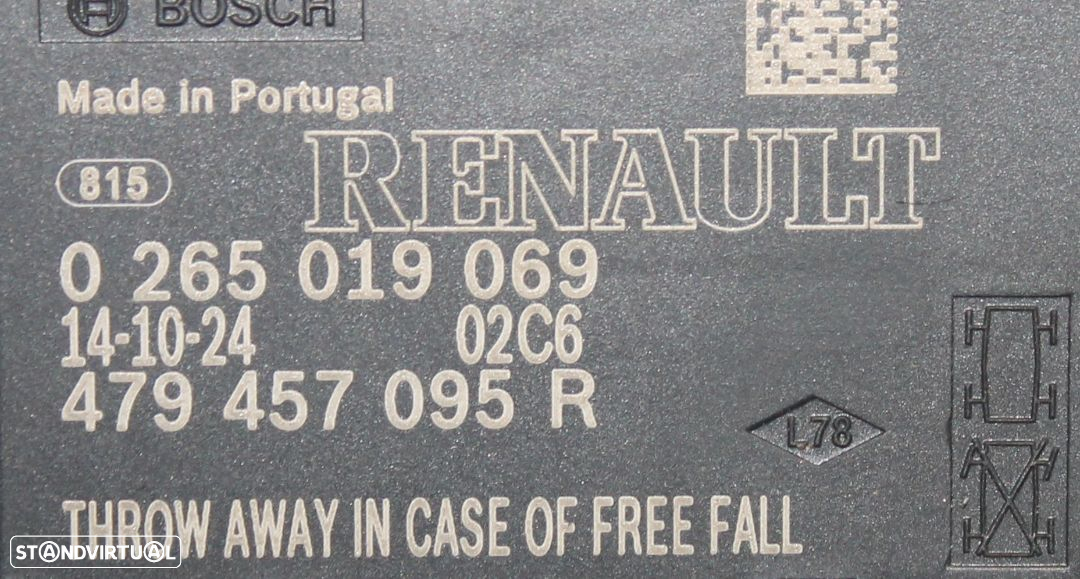 BOSCH
Made in Portugal
815
RENAULT
0 265 019 069
14-10-24 02C6
479 457 095 R
L78
THROW AWAY IN CASE OF FREE FALL
STANDVIRTUAL